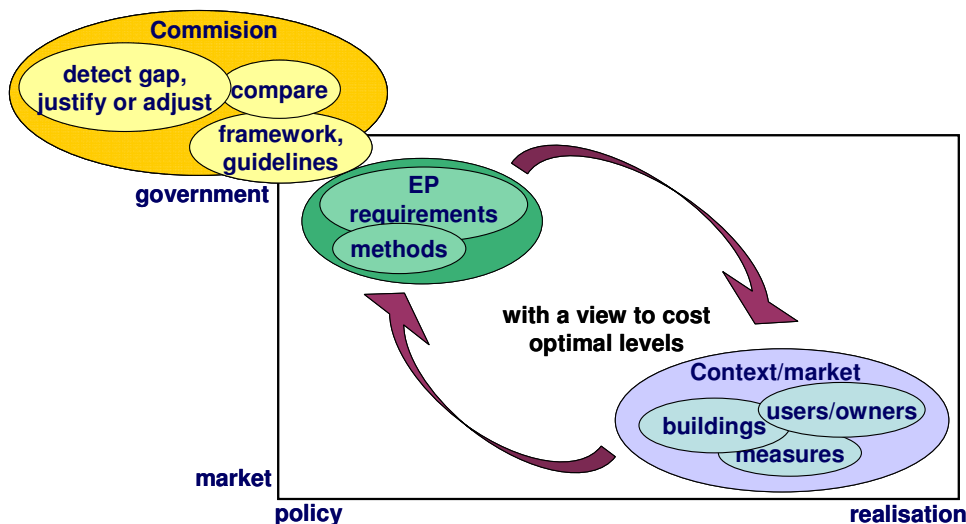 Commision
detect gap,
justify or adjust
compare
framework,
guidelines
government
EP
requirements
methods
with a view to cost
optimal levels
Context/market
users/owners
buildings
measures
market
policy
realisation